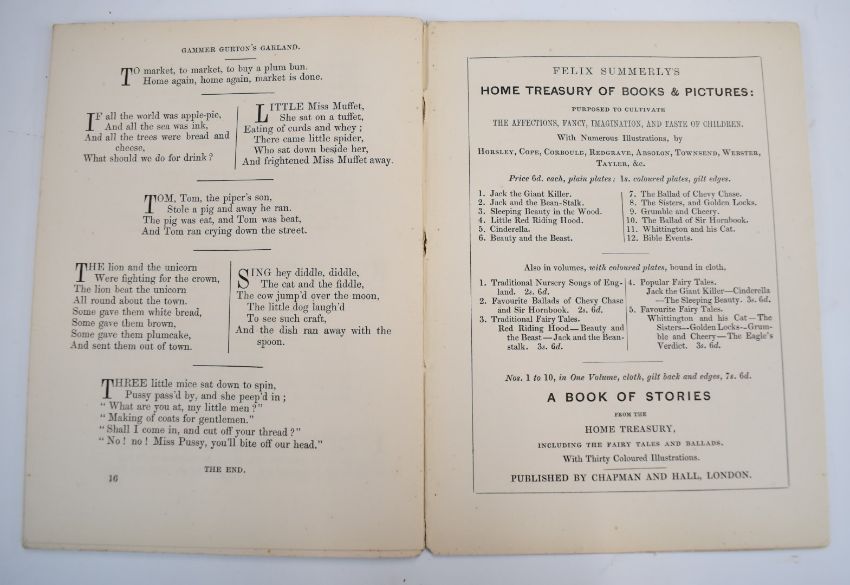 GAMMER GURTON'S GARLAND.
TO market, to market, to buy a plum bun.
Home again, home again, market is done.
IF all the world was apple-pie,
And all the sea was ink,
And all the trees were bread and
cheese,
What should we do for drink?
LITTLE Miss Muffet,
She sat on a tuffet,
Eating of curds and whey;
There came little spider,
Who sat down beside her,
And frightened Miss Muffet away.
TOM, Tom, the piper's son,
Stole a pig and away he ran.
The pig was eat, and Tom was beat,
And Tom ran crying down the street.
THE lion and the unicorn
Were fighting for the crown,
The lion beat the unicorn
All round about the town.
Some gave them white bread,
Some gave them brown,
Some gave them plumcake,
And sent them out of town.
SING hey diddle, diddle,
The cat and the fiddle,
The cow jump'd over the moon,
The little dog laugh'd
To see such craft,
And the dish ran away with the
spoon.
THREE little mice sat down to spin,
Pussy pass'd by, and she peep'd in;
"What are you at, my little men?"
"Making of coats for gentlemen."
"Shall I come in, and cut off your thread?"
"No! no! Miss Pussy, you'll bite off our head."
THE END.
16
FELIX SUMMERLY'S
HOME TREASURY OF BOOKS & PICTURES:
PURPOSED TO CULTIVATE
THE AFFECTIONS, FANCY, IMAGINATION, AND TASTE OF CHILDREN.
With Numerous Illustrations, by
HORSLEY, COPE, CORBOULD, REDGRAVE, ABSOLON, TOWNSEND, WEBSTER,
TAYLER, &c.
Price 6d. each, plain plates; 1s. coloured plates, gilt edges.
1. Jack the Giant Killer.
2. Jack and the Bean-Stalk.
3. Sleeping Beauty in the Wood.
4. Little Red Riding Hood.
5. Cinderella.
6. Beauty and the Beast.
7. The Ballad of Chevy Chase.
8. The Sisters, and Golden Locks.
9. Grumble and Cheery.
10. The Ballad of Sir Hornbook.
11. Whittington and his Cat.
12. Bible Events.
Also in volumes, with coloured plates, bound in cloth.
1. Traditional Nursery Songs of Eng-
land. 2s. 6d.
2. Favourite Ballads of Chevy Chase
and Sir Hornbook. 2s. 6d.
3. Traditional Fairy Tales.
Red Riding Hood—Beauty and
the Beast—Jack and the Bean-
stalk. 3s. 6d.
4. Popular Fairy Tales.
Jack the Giant Killer—Cinderella
—The Sleeping Beauty. 3s. 6d.
5. Favourite Fairy Tales.
Whittington and his Cat—The
Sisters—Golden Locks—Grum-
ble and Cheery—The Eagle's
Verdict. 3s. 6d.
Nos. 1 to 10, in One Volume, cloth, gilt back and edges, 7s. 6d.
A BOOK OF STORIES
FROM THE
HOME TREASURY,
INCLUDING THE FAIRY TALES AND BALLADS.
With Thirty Coloured Illustrations.
PUBLISHED BY CHAPMAN AND HALL, LONDON.